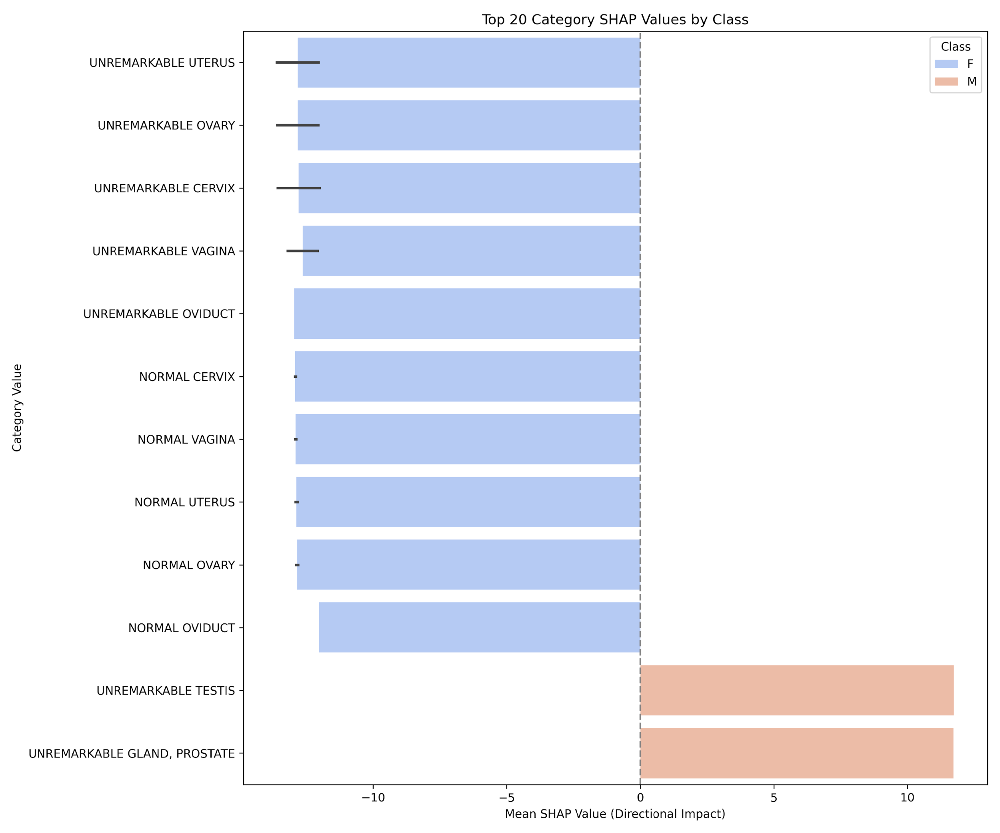 Top 20 Category SHAP Values by Class
Class
F
M
UNREMARKABLE UTERUS
UNREMARKABLE OVARY
UNREMARKABLE CERVIX
UNREMARKABLE VAGINA
UNREMARKABLE OVIDUCT
NORMAL CERVIX
NORMAL VAGINA
NORMAL UTERUS
NORMAL OVARY
NORMAL OVIDUCT
UNREMARKABLE TESTIS
UNREMARKABLE GLAND, PROSTATE
Category Value
−10 −5 0 5 10
Mean SHAP Value (Directional Impact)